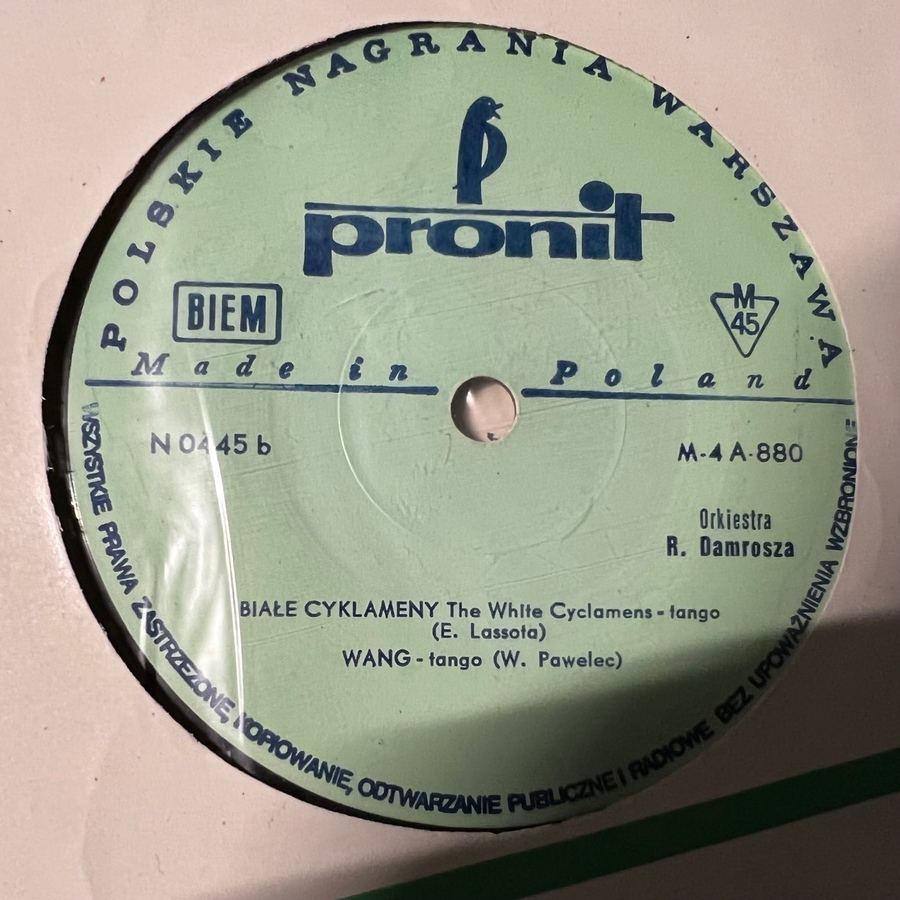 POLSKIE NAGRANIA WARSZAWA
pronit
BIEM
M
45
Made in Poland
N 0445 b
M-4 A-880
Orkiestra
R. Damrosza
BIAŁE CYKLAMENY The White Cyclamens - tango
(E. Lassota)
WANG - tango (W. Pawelec)
WSZYSTKIE PRAWA ZASTRZEŻONE, KOPIOWANIE, ODTWARZANIE PUBLICZNE I RADIOWE BEZ UPOWAŻNIENIA WZBRONIONE